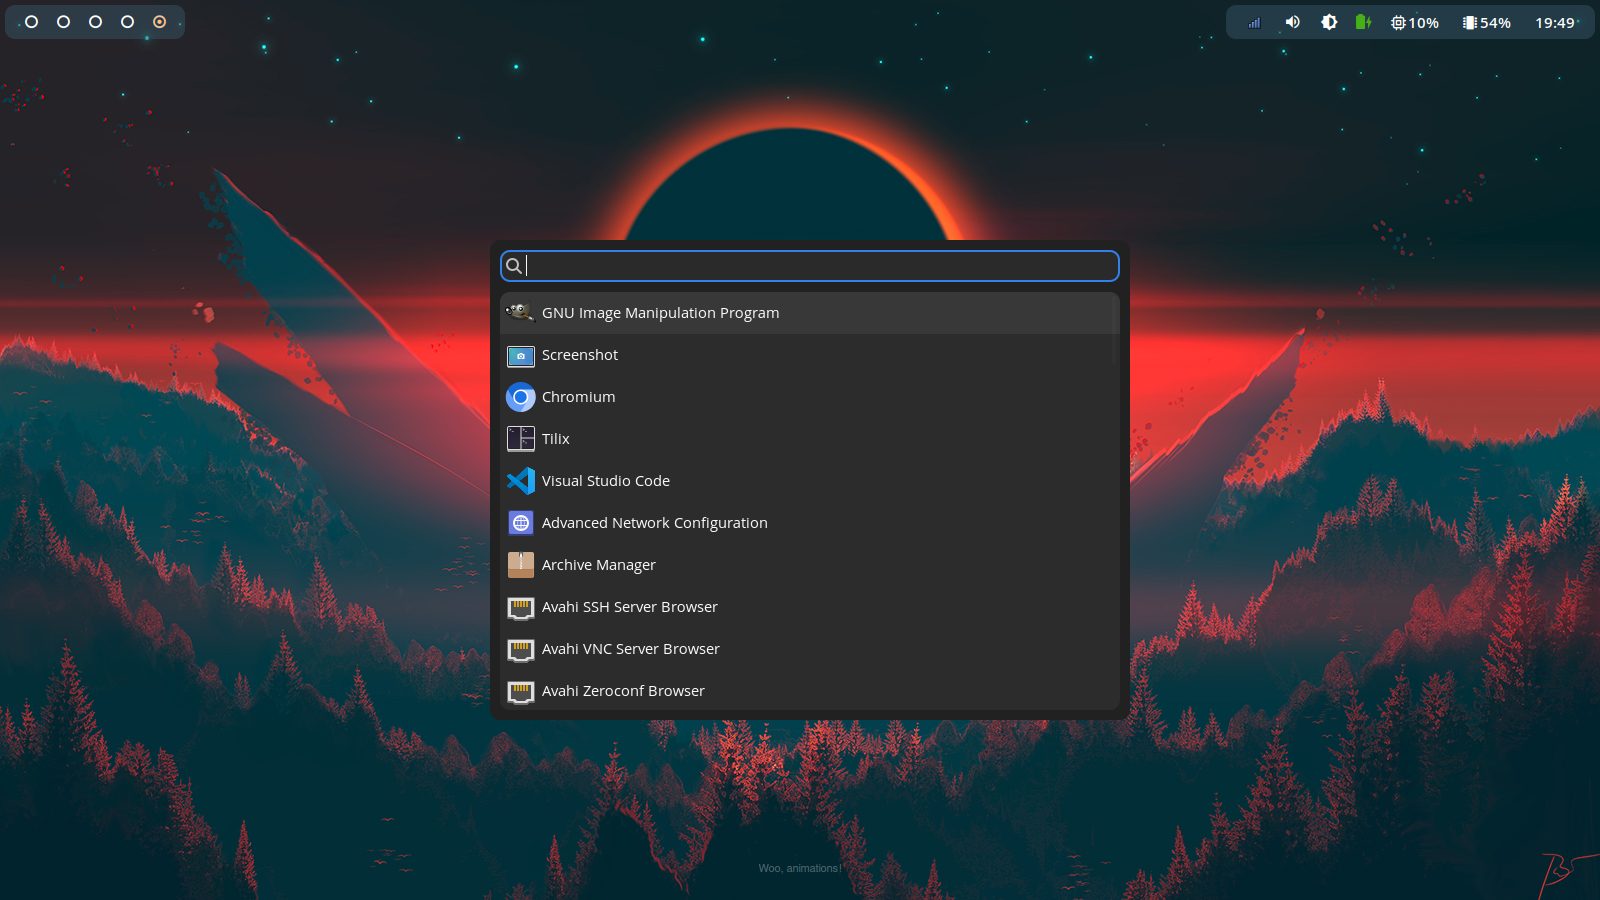 10%
54%
19:49
GNU Image Manipulation Program
Screenshot
Chromium
Tilix
Visual Studio Code
Advanced Network Configuration
Archive Manager
Avahi SSH Server Browser
Avahi VNC Server Browser
Avahi Zeroconf Browser
Woo, animations!